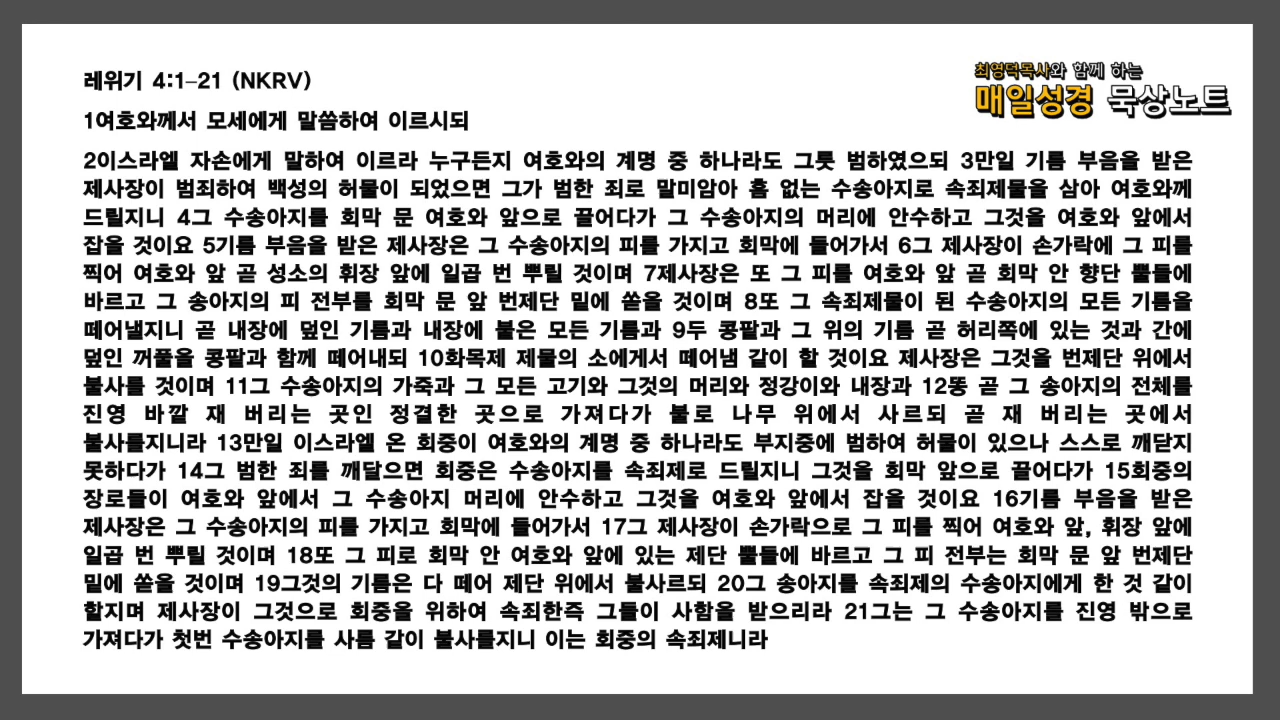 레위기 4:1–21 (NKRV)
최영덕목사와 함께 하는
매일성경 묵상노트
1여호와께서 모세에게 말씀하여 이르시되
2이스라엘 자손에게 말하여 이르라 누구든지 여호와의 계명 중 하나라도 그릇 범하였으되 3만일 기름 부음을 받은
제사장이 범죄하여 백성의 허물이 되었으면 그가 범한 죄로 말미암아 흠 없는 수송아지로 속죄제물을 삼아 여호와께
드릴지니 4그 수송아지를 회막 문 여호와 앞으로 끌어다가 그 수송아지의 머리에 안수하고 그것을 여호와 앞에서
잡을 것이요 5기름 부음을 받은 제사장은 그 수송아지의 피를 가지고 회막에 들어가서 6그 제사장이 손가락에 그 피를
찍어 여호와 앞 곧 성소의 휘장 앞에 일곱 번 뿌릴 것이며 7제사장은 또 그 피를 여호와 앞 곧 회막 안 향단 뿔들에
바르고 그 송아지의 피 전부를 회막 문 앞 번제단 밑에 쏟을 것이며 8또 그 속죄제물이 된 수송아지의 모든 기름을
떼어낼지니 곧 내장에 덮인 기름과 내장에 붙은 모든 기름과 9두 콩팥과 그 위의 기름 곧 허리쪽에 있는 것과 간에
덮인 꺼풀을 콩팥과 함께 떼어내되 10화목제 제물의 소에게서 떼어냄 같이 할 것이요 제사장은 그것을 번제단 위에서
불사를 것이며 11그 수송아지의 가죽과 그 모든 고기와 그것의 머리와 정강이와 내장과 12똥 곧 그 송아지의 전체를
진영 바깥 재 버리는 곳인 정결한 곳으로 가져다가 불로 나무 위에서 사르되 곧 재 버리는 곳에서
불사를지니라 13만일 이스라엘 온 회중이 여호와의 계명 중 하나라도 부지중에 범하여 허물이 있으나 스스로 깨닫지
못하다가 14그 범한 죄를 깨달으면 회중은 수송아지를 속죄제로 드릴지니 그것을 회막 앞으로 끌어다가 15회중의
장로들이 여호와 앞에서 그 수송아지 머리에 안수하고 그것을 여호와 앞에서 잡을 것이요 16기름 부음을 받은
제사장은 그 수송아지의 피를 가지고 회막에 들어가서 17그 제사장이 손가락으로 그 피를 찍어 여호와 앞, 휘장 앞에
일곱 번 뿌릴 것이며 18또 그 피로 회막 안 여호와 앞에 있는 제단 뿔들에 바르고 그 피 전부는 회막 문 앞 번제단
밑에 쏟을 것이며 19그것의 기름은 다 떼어 제단 위에서 불사르되 20그 송아지를 속죄제의 수송아지에게 한 것 같이
할지며 제사장이 그것으로 회중을 위하여 속죄한즉 그들이 사함을 받으리라 21그는 그 수송아지를 진영 밖으로
가져다가 첫번 수송아지를 사름 같이 불사를지니 이는 회중의 속죄제니라